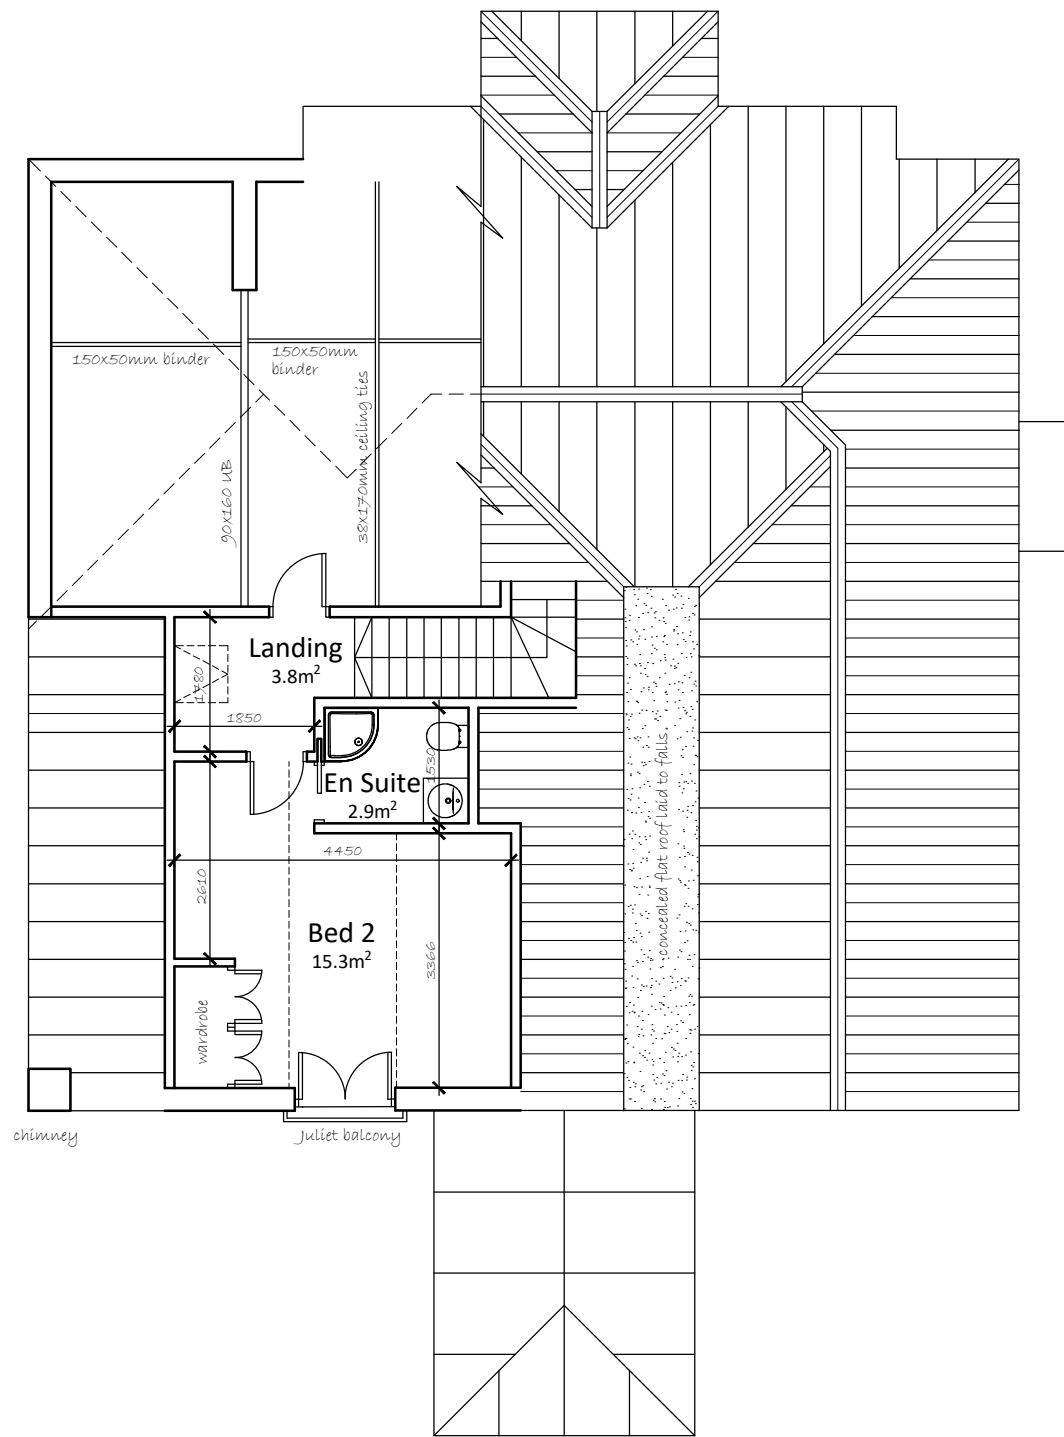 150x50mm binder
150x50mm
binder
90x160 UB
38x170mm ceiling ties
Landing
3.8m²
1780
1850
En Suite
2.9m²
1530
4450
2610
concealed flat roof laid to falls.
Bed 2
15.3m²
3366
wardrobe
chimney
Juliet balcony